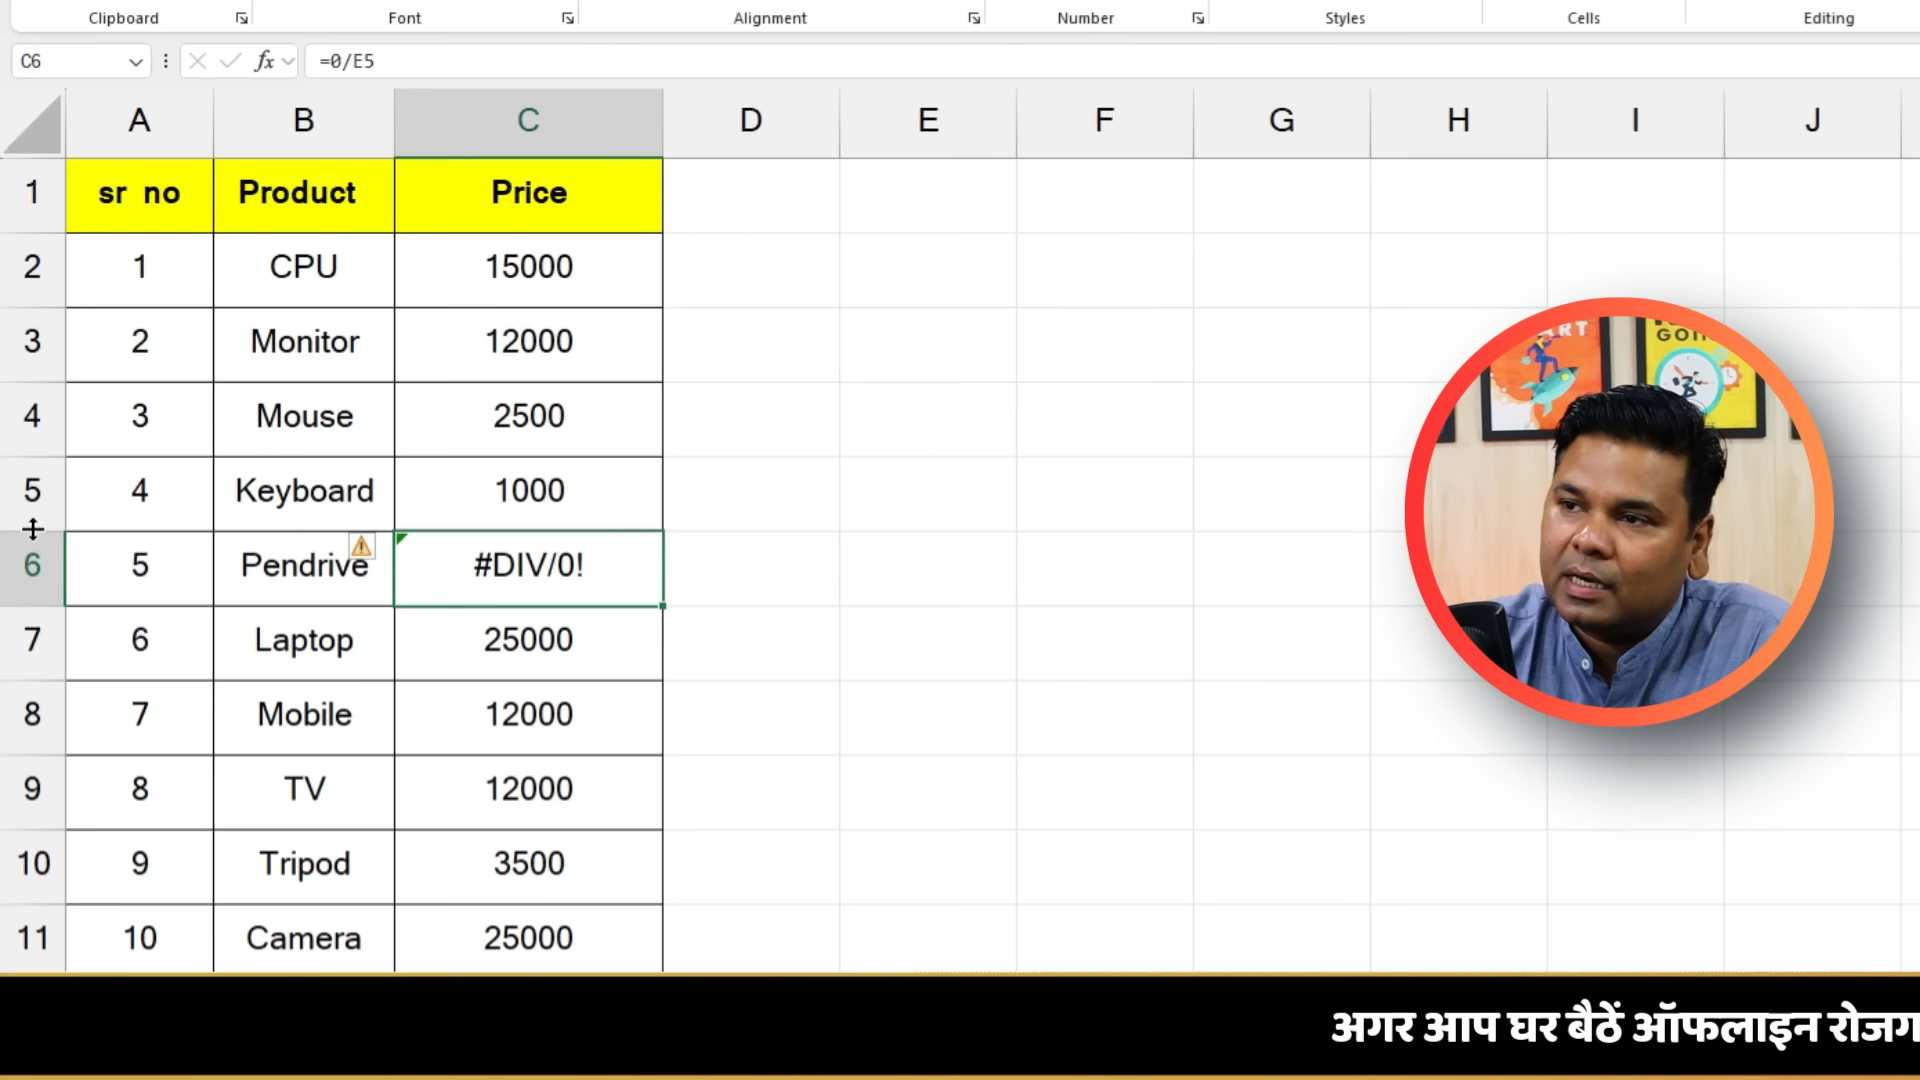 Clipboard Font Alignment Number Styles Cells Editing
C6 fx =0/E5
A B C D E F G H I J
1 sr no Product Price
2 1 CPU 15000
3 2 Monitor 12000
4 3 Mouse 2500
5 4 Keyboard 1000
6 5 Pendrive #DIV/0!
7 6 Laptop 25000
8 7 Mobile 12000
9 8 TV 12000
10 9 Tripod 3500
11 10 Camera 25000
अगर आप घर बैठें ऑफलाइन